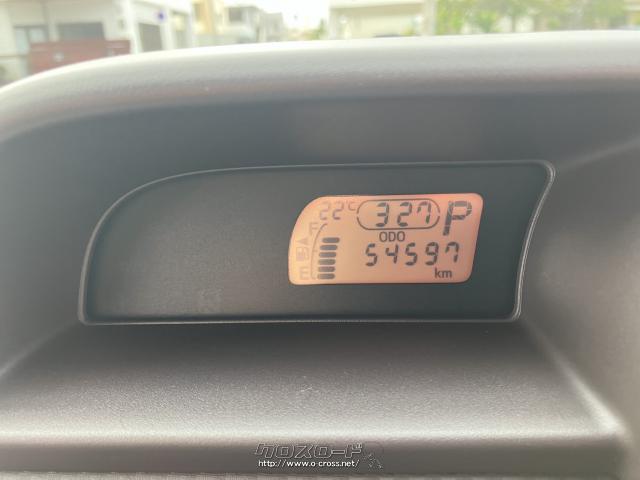 22°C 327 P
F
ODO
54597
E km
クロスロード
http://www.o-cross.net/